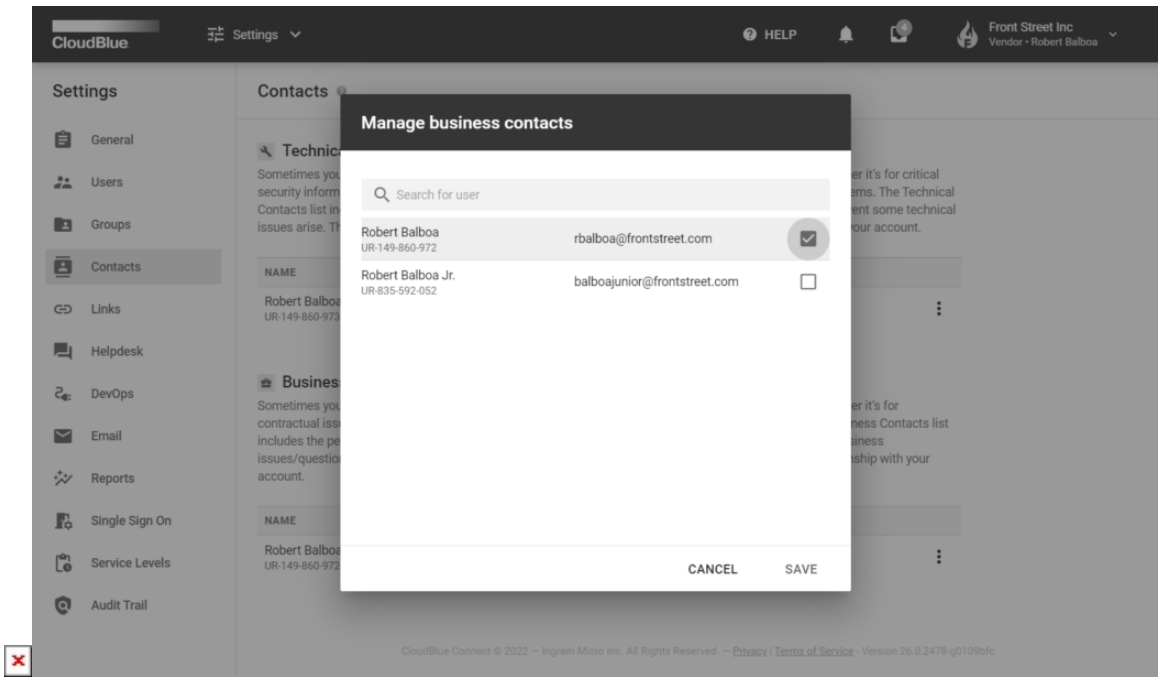 CloudBlue
Settings
HELP
4
Front Street Inc
Vendor • Robert Balboa
Settings
General
Users
Groups
Contacts
Links
Helpdesk
DevOps
Email
Reports
Single Sign On
Service Levels
Audit Trail
Contacts
Technic
Sometimes you er it's for critical
security inform ems. The Technical
Contacts list in ent some technical
issues arise. Th our account.
NAME
Robert Balboa
UR-149-860-973
Busines
Sometimes you er it's for
contractual iss ness Contacts list
includes the pe siness
issues/questio nship with your
account.
NAME
Robert Balboa
UR-149-860-972
Manage business contacts
Search for user
Robert Balboa
UR-149-860-972
rbalboa@frontstreet.com
Robert Balboa Jr.
UR-835-592-052
balboajunior@frontstreet.com
CANCEL SAVE
CloudBlue Connect © 2022 — Ingram Micro Inc. All Rights Reserved. — Privacy | Terms of Service - Version 26.0.2478-g0109bfc